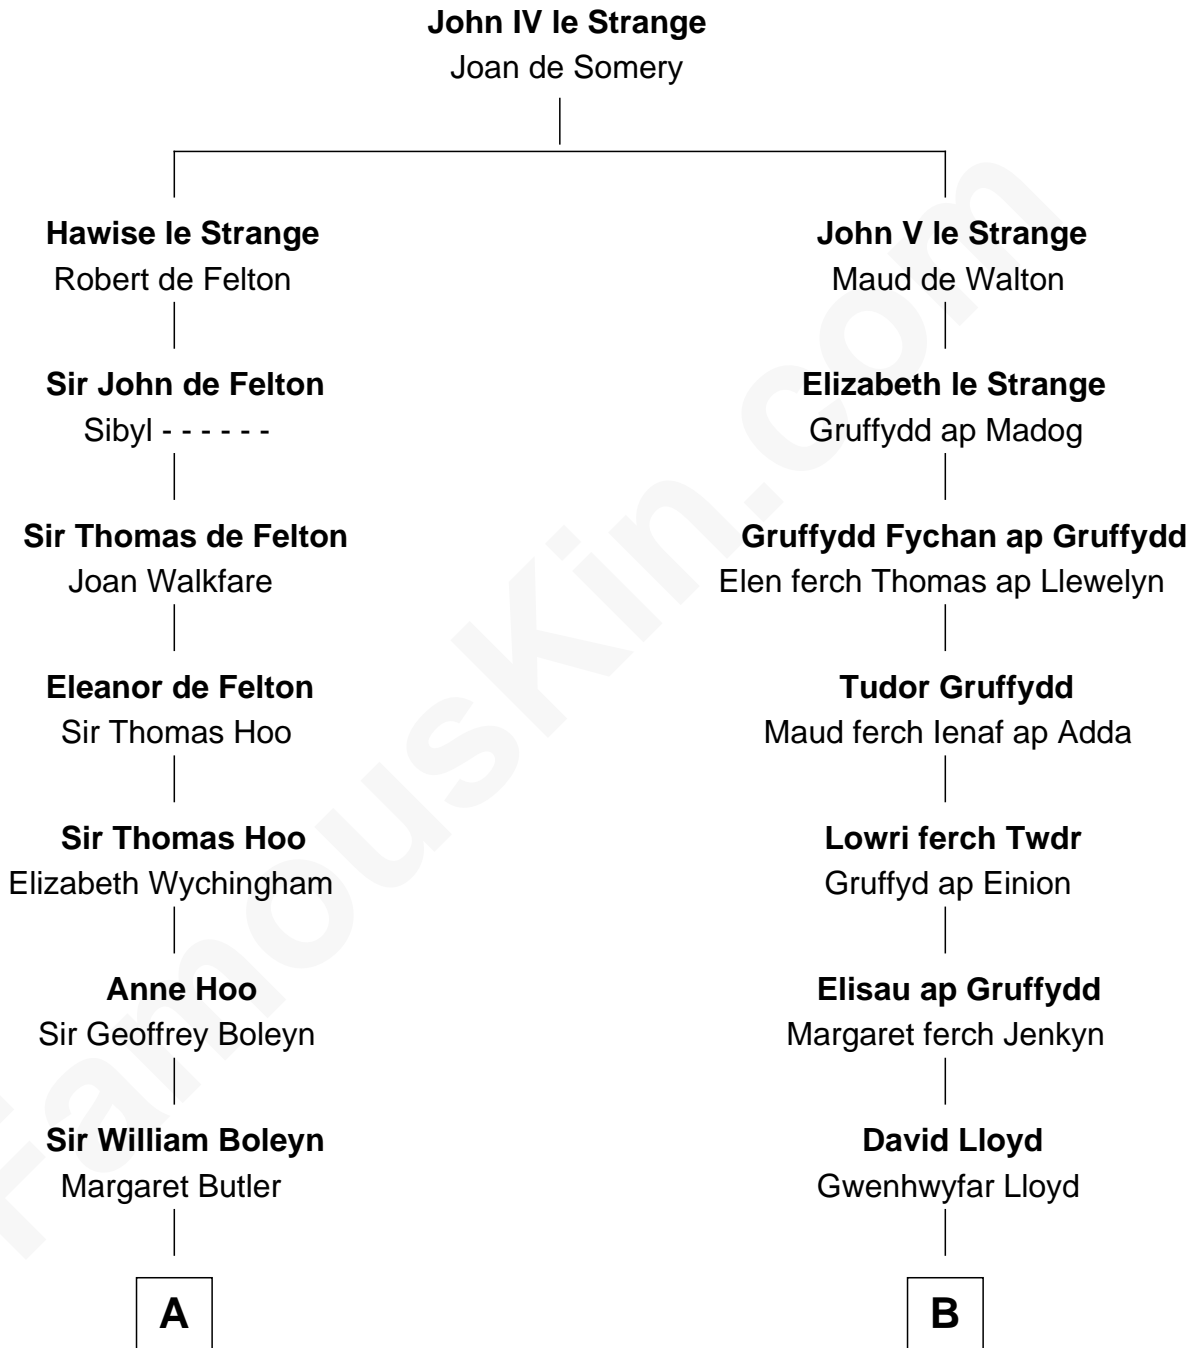 John IV le Strange
Joan de Somery
Hawise le Strange
Robert de Felton
John V le Strange
Maud de Walton
Sir John de Felton
Sibyl - - - - - -
Elizabeth le Strange
Gruffydd ap Madog
Sir Thomas de Felton
Joan Walkfare
Gruffydd Fychan ap Gruffydd
Elen ferch Thomas ap Llewelyn
Eleanor de Felton
Sir Thomas Hoo
Tudor Gruffydd
Maud ferch Ienaf ap Adda
Sir Thomas Hoo
Elizabeth Wychingham
Lowri ferch Twdr
Gruffyd ap Einion
Anne Hoo
Sir Geoffrey Boleyn
Elisau ap Gruffydd
Margaret ferch Jenkyn
Sir William Boleyn
Margaret Butler
David Lloyd
Gwenhwyfar Lloyd
A
B
FamousKin.com